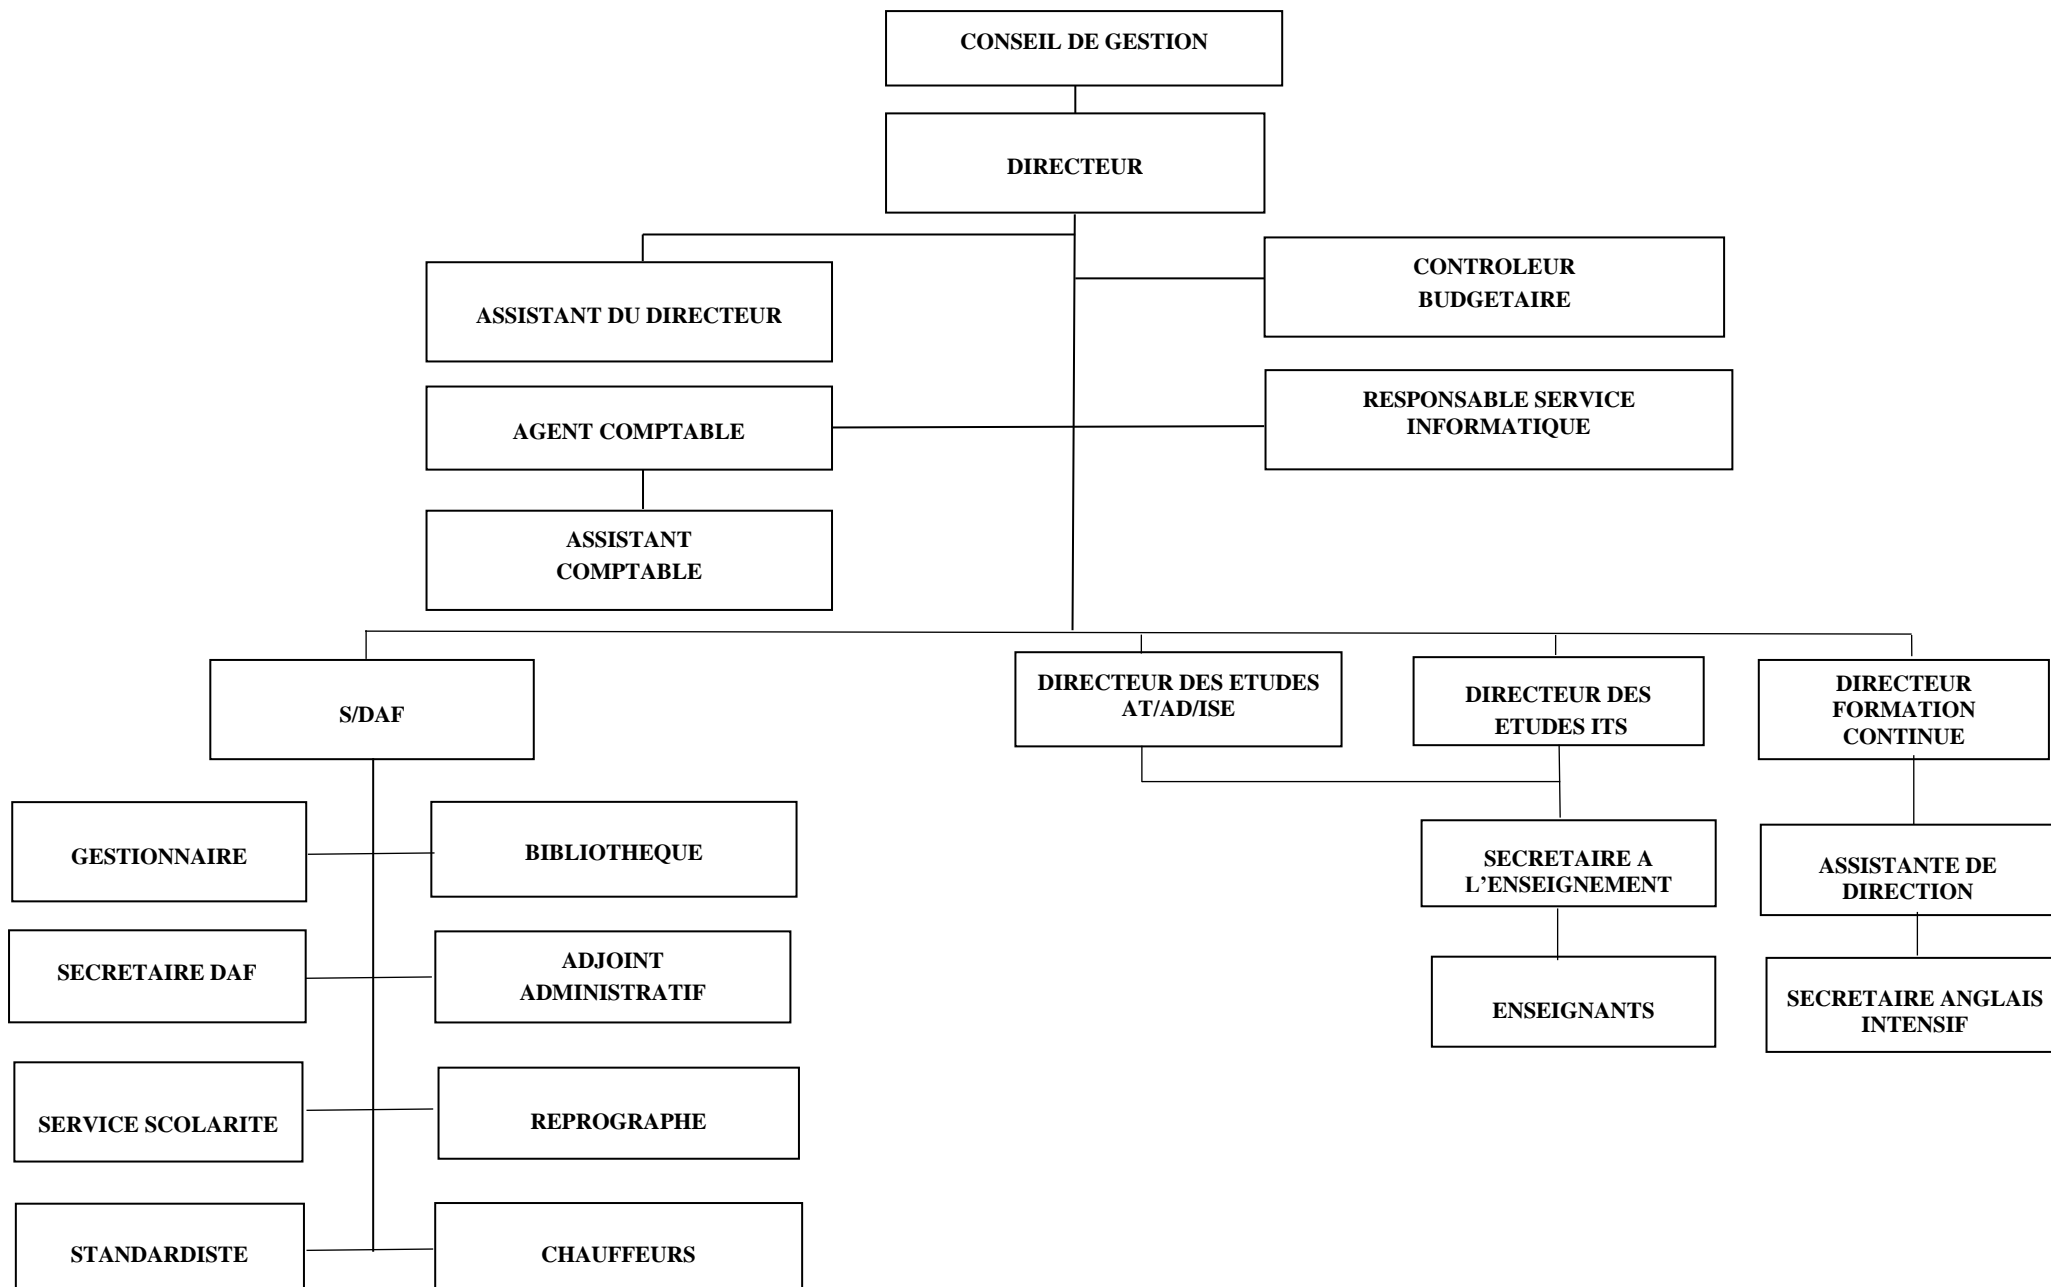 CONSEIL DE GESTION
DIRECTEUR
ASSISTANT DU DIRECTEUR
CONTROLEUR
BUDGETAIRE
AGENT COMPTABLE
RESPONSABLE SERVICE
INFORMATIQUE
ASSISTANT
COMPTABLE
S/DAF
DIRECTEUR DES ETUDES
AT/AD/ISE
DIRECTEUR DES
ETUDES ITS
DIRECTEUR
FORMATION
CONTINUE
GESTIONNAIRE
BIBLIOTHEQUE
SECRETAIRE A
L’ENSEIGNEMENT
ASSISTANTE DE
DIRECTION
SECRETAIRE DAF
ADJOINT
ADMINISTRATIF
ENSEIGNANTS
SECRETAIRE ANGLAIS
INTENSIF
SERVICE SCOLARITE
REPROGRAPHE
STANDARDISTE
CHAUFFEURS